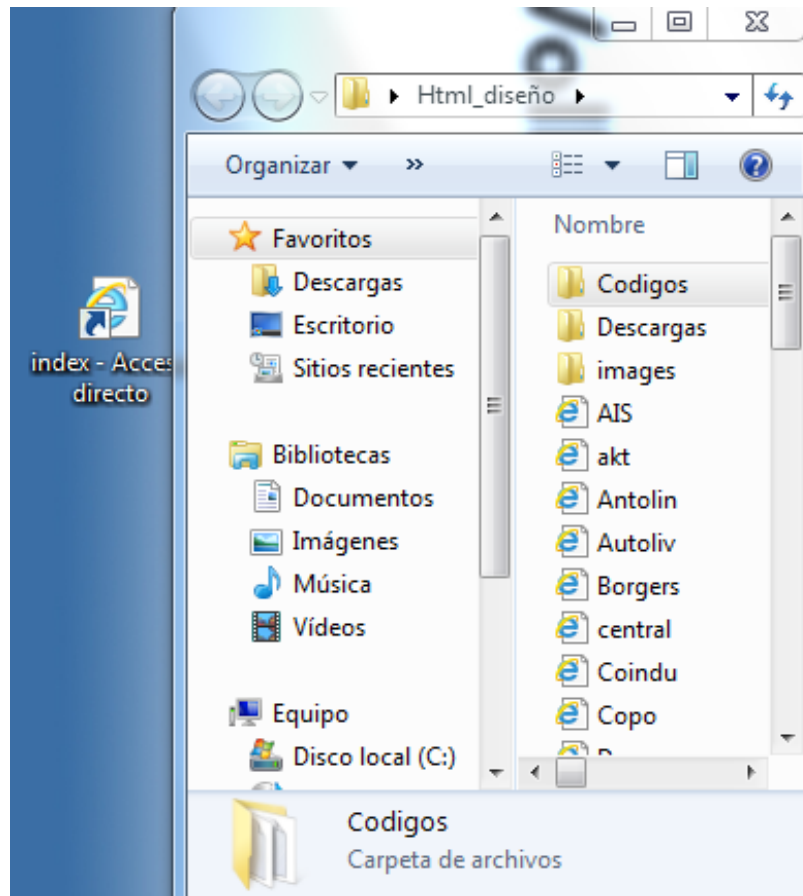 Html_diseño
Organizar
Favoritos
Descargas
Escritorio
Sitios recientes
Bibliotecas
Documentos
Imágenes
Música
Vídeos
Equipo
Disco local (C:)
Nombre
Codigos
Descargas
images
AIS
akt
Antolin
Autoliv
Borgers
central
Coindu
Copo
index - Acces
directo
Codigos
Carpeta de archivos